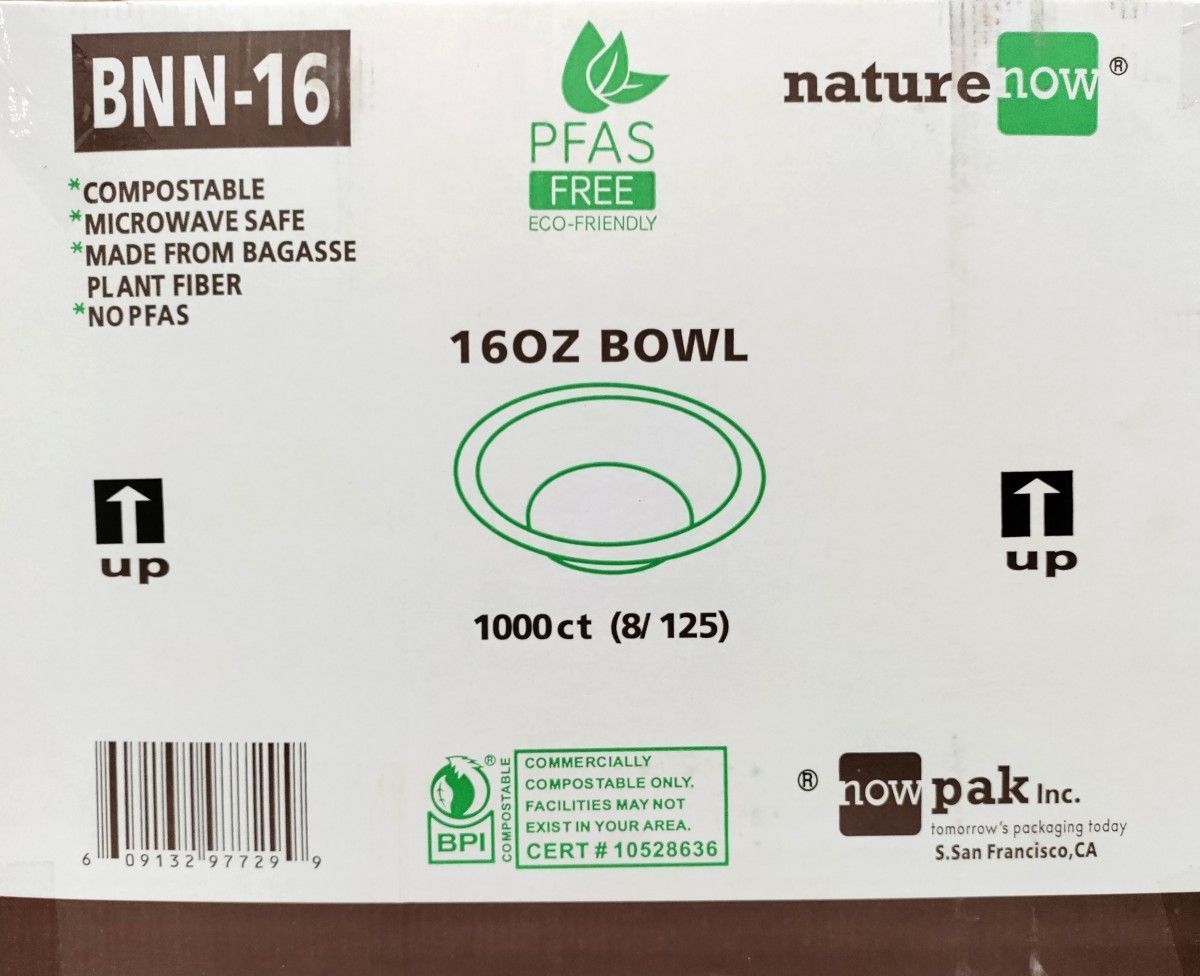 BNN-16
*COMPOSTABLE
*MICROWAVE SAFE
*MADE FROM BAGASSE
PLANT FIBER
*NO PFAS
PFAS
FREE
ECO-FRIENDLY
naturenow®
16OZ BOWL
up
up
1000ct (8/125)
6 09132 97729 9
®
BPI
COMPOSTABLE
COMMERCIALLY
COMPOSTABLE ONLY.
FACILITIES MAY NOT
EXIST IN YOUR AREA.
CERT # 10528636
® nowpak Inc.
tomorrow's packaging today
S.San Francisco,CA